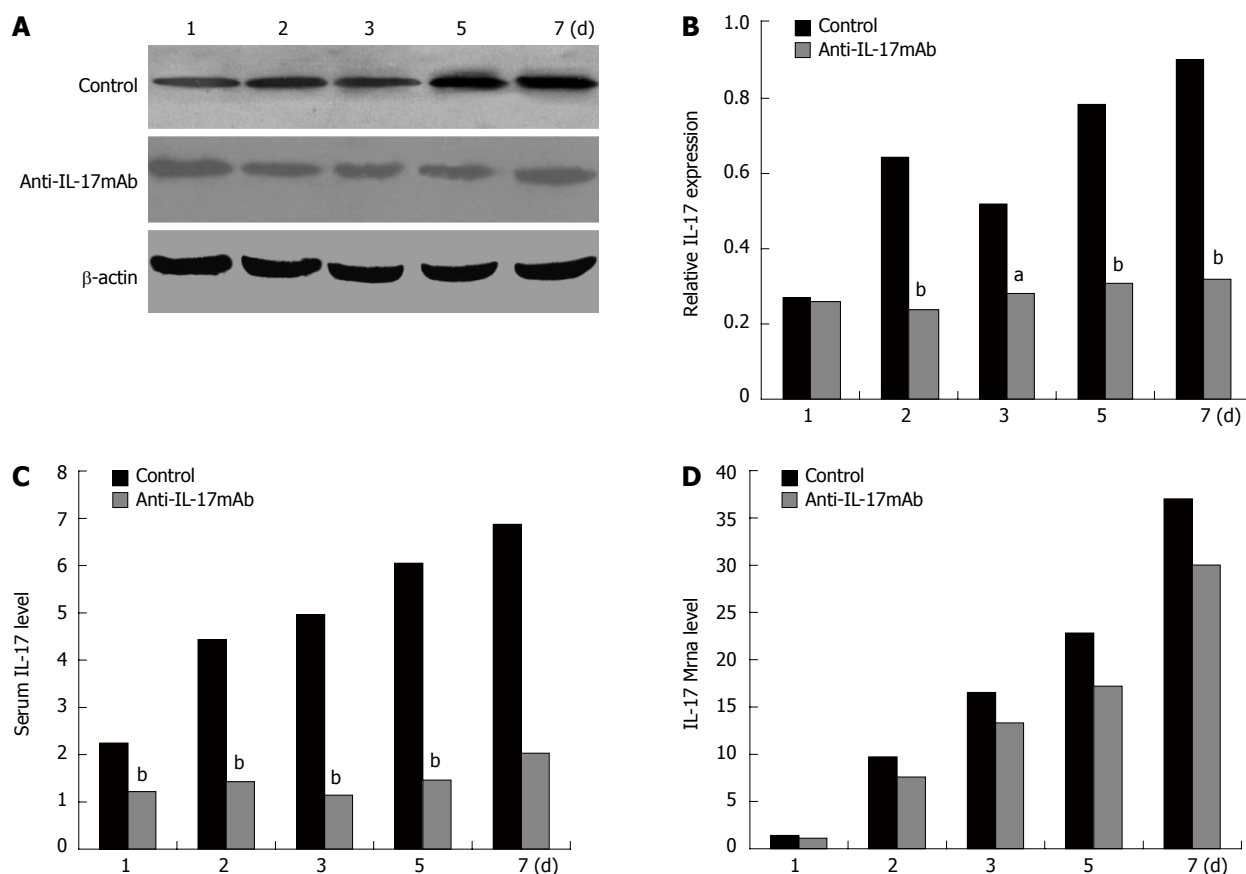 A
1 2 3 5 7 (d)
Control
Anti-IL-17mAb
β-actin
B
Control
Anti-IL-17mAb
Relative IL-17 expression
1.0
0.8
0.6
0.4
0.2
0
b
a
b
b
1 2 3 5 7 (d)
C
Control
Anti-IL-17mAb
Serum IL-17 level
8
7
6
5
4
3
2
1
0
b
b
b
b
1 2 3 5 7 (d)
D
Control
Anti-IL-17mAb
IL-17 Mrna level
40
35
30
25
20
15
10
5
0
1 2 3 5 7 (d)